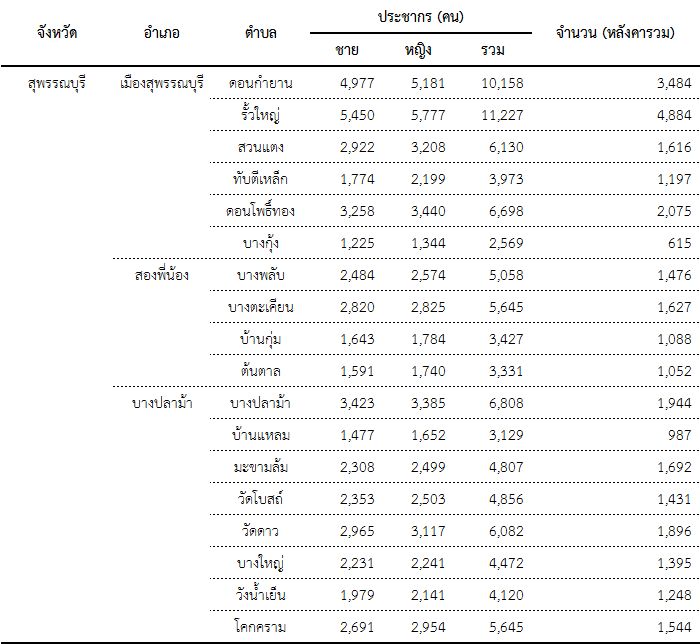 จังหวัด อำเภอ ตำบล ประชากร (คน) จำนวน (หลังคารวม)
ชาย หญิง รวม
สุพรรณบุรี เมืองสุพรรณบุรี ดอนกำยาน 4,977 5,181 10,158 3,484
รั้วใหญ่ 5,450 5,777 11,227 4,884
สวนแตง 2,922 3,208 6,130 1,616
ทับตีเหล็ก 1,774 2,199 3,973 1,197
ดอนโพธิ์ทอง 3,258 3,440 6,698 2,075
บางกุ้ง 1,225 1,344 2,569 615
สองพี่น้อง บางพลับ 2,484 2,574 5,058 1,476
บางตะเคียน 2,820 2,825 5,645 1,627
บ้านกุ่ม 1,643 1,784 3,427 1,088
ต้นตาล 1,591 1,740 3,331 1,052
บางปลาม้า บางปลาม้า 3,423 3,385 6,808 1,944
บ้านแหลม 1,477 1,652 3,129 987
มะขามล้ม 2,308 2,499 4,807 1,692
วัดโบสถ์ 2,353 2,503 4,856 1,431
วัดดาว 2,965 3,117 6,082 1,896
บางใหญ่ 2,231 2,241 4,472 1,395
วังน้ำเย็น 1,979 2,141 4,120 1,248
โคกคราม 2,691 2,954 5,645 1,544